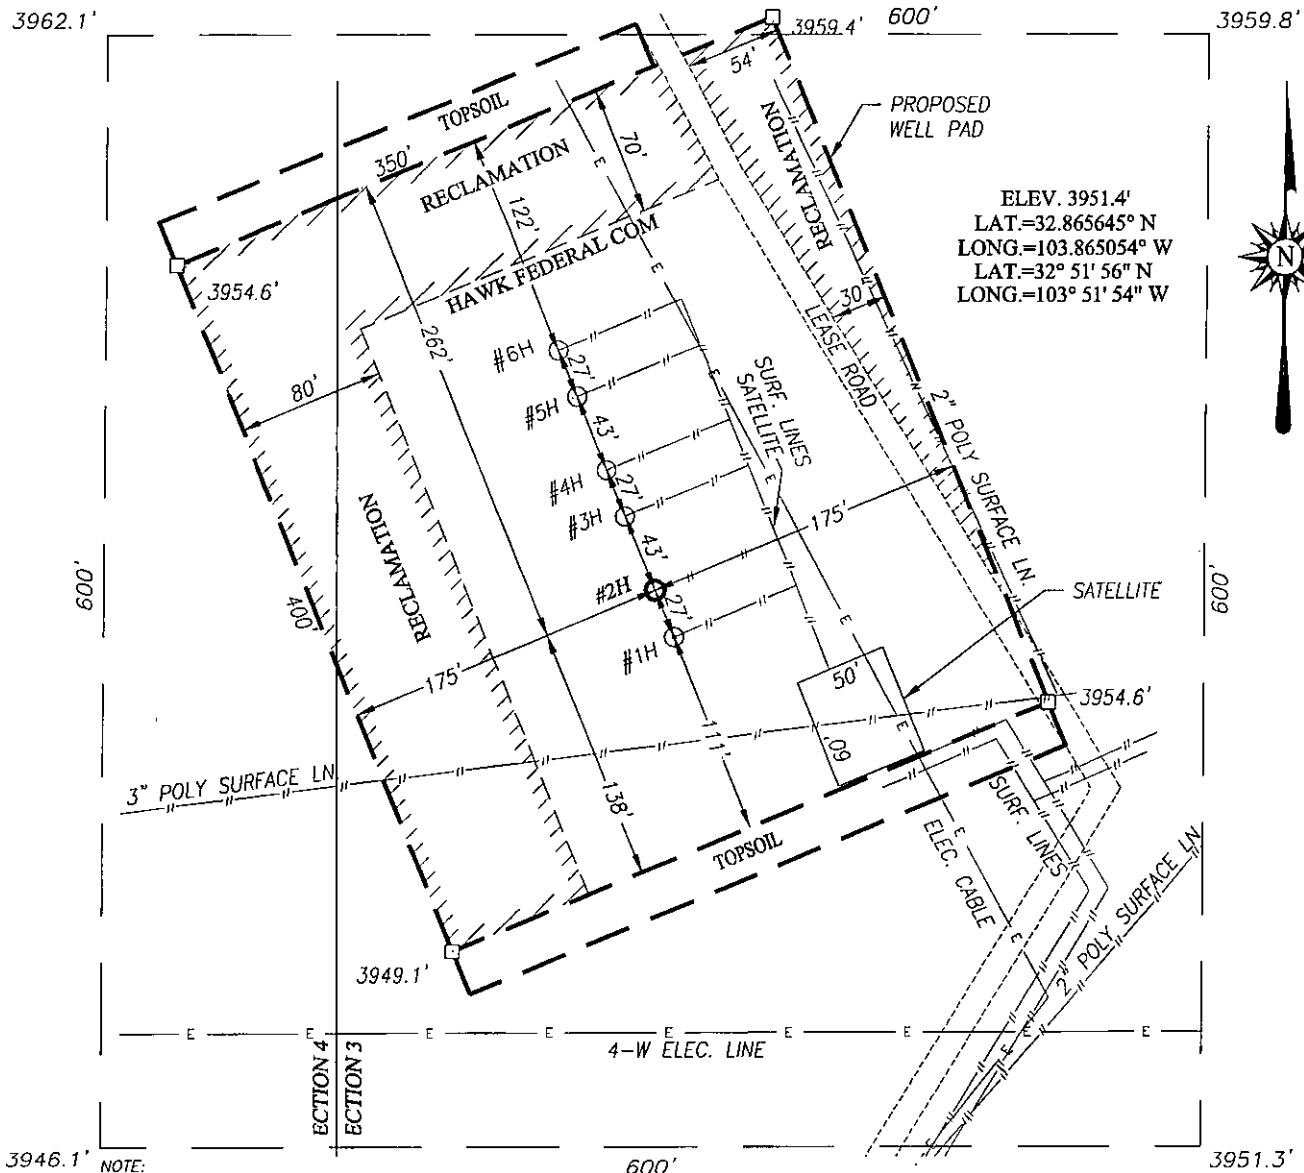 3962.1'
3959.4'
600'
3959.8'
54'
TOPSOIL
PROPOSED
WELL PAD
350'
RECLAMATION
70'
RECLAMATION
E
ELEV. 3951.4'
LAT.=32.865645° N
LONG.=103.865054° W
LAT.=32° 51' 56" N
LONG.=103° 51' 54" W
N
122'
HAWK FEDERAL COM
3954.6'
30'
262'
LEASE ROAD
#6H
27'
80'
#5H
SURF. LINES
SATELLITE
43'
2" POLY SURFACE LN.
#4H
27'
#3H
RECLAMATION
175'
43'
600'
#2H
SATELLITE
600'
400'
27'
#1H
175'
50'
3954.6'
60'
111'
3" POLY SURFACE LN
138'
SURF. LINES
TOPSOIL
ELEC. CABLE
2" POLY SURFACE LN
3949.1'
E E E E E E E E E
4-W ELEC. LINE
ECTION 4
ECTION 3
3946.1'
NOTE:
600'
3951.3'